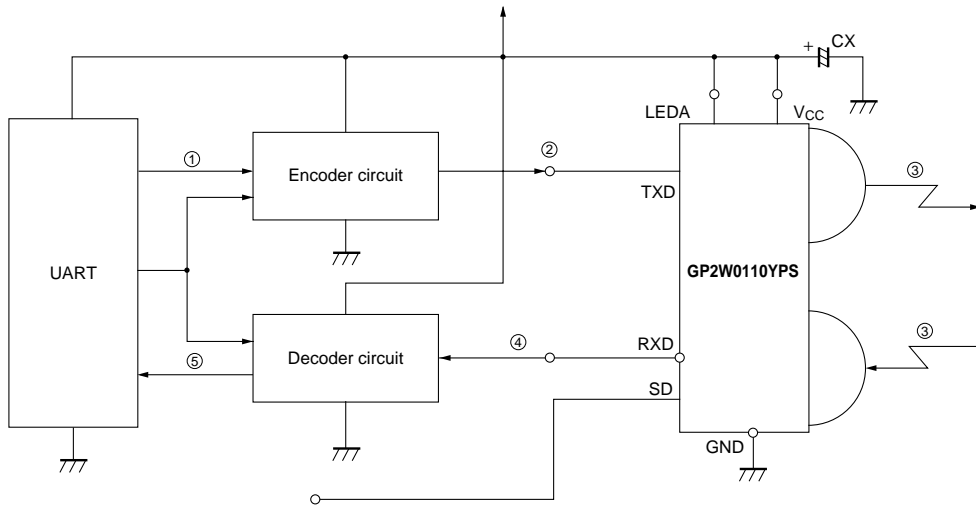 + CX
LEDA VCC
① Encoder circuit ② ③
TXD
UART GP2W0110YPS
③
④ RXD
Decoder circuit
⑤
SD
GND